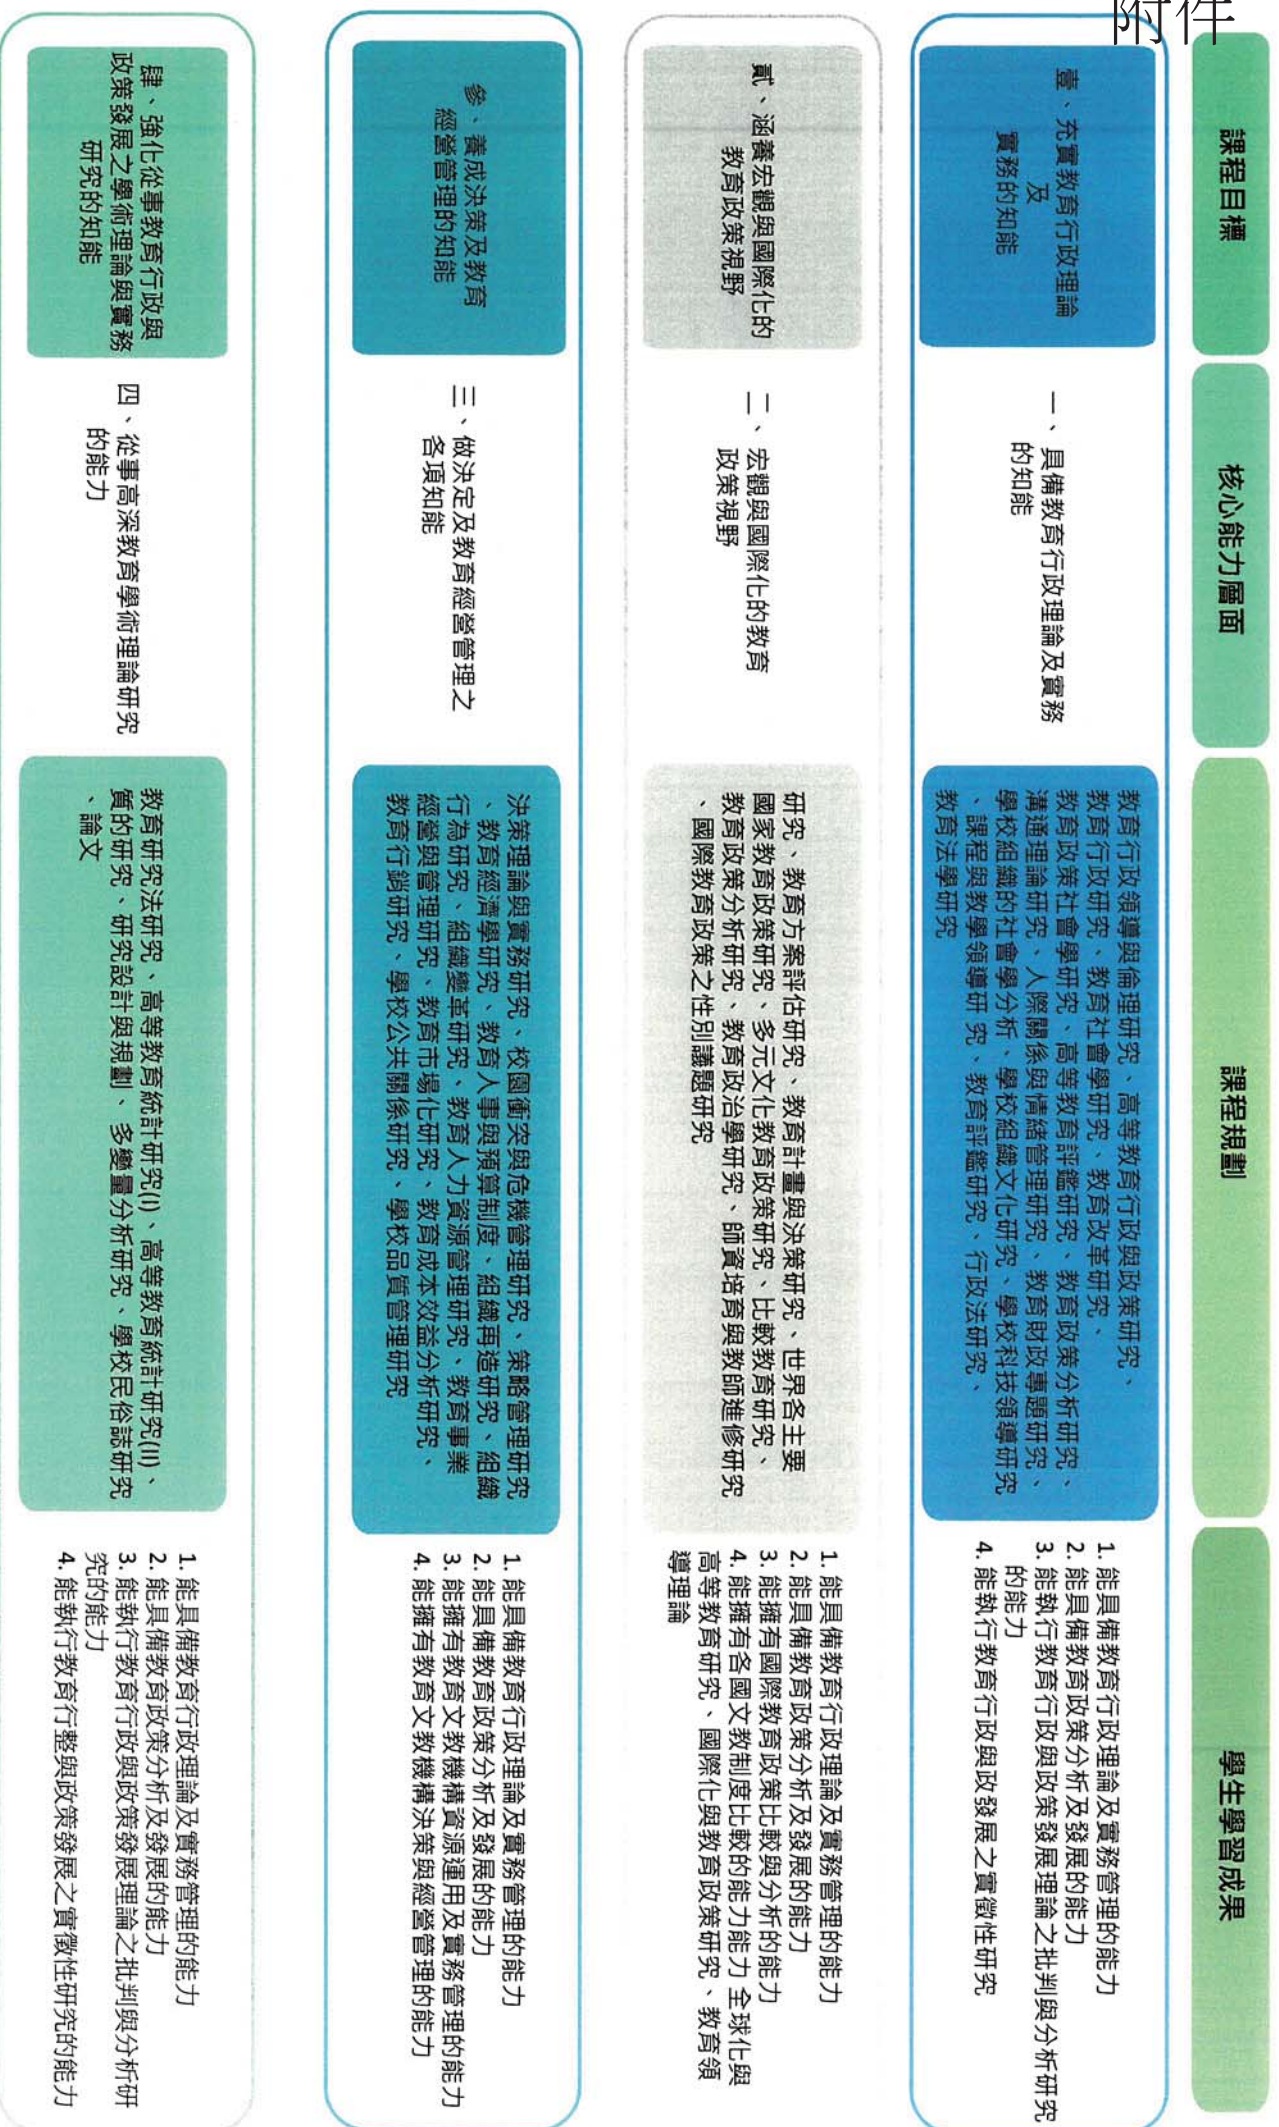 附件
課程目標
核心能力層面
課程規劃
學生學習成果
壹、充實教育行政理論
及
實務的知能
一、具備教育行政理論及實務
的知能
教育行政領導與倫理研究、高等教育行政與政策研究、
教育行政研究、教育社會學研究、教育改革研究、
教育政策社會學研究、高等教育評鑑研究、教育政策分析研究、
溝通理論研究、人際關係與情緒管理研究、教育財政專題研究、
學校組織的社會學分析、學校組織文化研究、學校科技領導研究
、課程與教學領導研 究、教育評鑑研究、行政法研究、
教育法學研究
1. 能具備教育行政理論及實務管理的能力
2. 能具備教育政策分析及發展的能力
3. 能執行教育行政與政策發展理論之批判與分析研究
的能力
4. 能執行教育行政與政發展之實徵性研究
貳、涵養宏觀與國際化的
教育政策視野
二、宏觀與國際化的教育
政策視野
研究、教育方案評估研究、教育計畫與決策研究、世界各主要
國家教育政策研究、多元文化教育政策研究、比較教育研究、
教育政策分析研究、教育政治學研究、師資培育與教師進修研究
、國際教育政策之性別議題研究
1. 能具備教育行政理論及實務管理的能力
2. 能具備教育政策分析及發展的能力
3. 能擁有國際教育政策比較與分析的能力
4. 能擁有各國文教制度比較的能力能力 全球化與
高等教育研究、國際化與教育政策研究、教育領
導理論
參、養成決策及教育
經營管理的知能
三、做決定及教育經營管理之
各項知能
決策理論與實務研究、校園衝突與危機管理研究、策略管理研究
、教育經濟學研究、教育人事與預算制度、組織再造研究、組織
行為研究、組織變革研究、教育人力資源管理研究、教育事業
經營與管理研究、教育市場化研究、教育成本效益分析研究、
教育行銷研究、學校公共關係研究、學校品質管理研究
1. 能具備教育行政理論及實務管理的能力
2. 能具備教育政策分析及發展的能力
3. 能擁有教育文教機構資源運用及實務管理的能力
4. 能擁有教育文教機構決策與經營管理的能力
肆、強化從事教育行政與
政策發展之學術理論與實務
研究的知能
四、從事高深教育學術理論研究
的能力
教育研究法研究、高等教育統計研究(I)、高等教育統計研究(II)、
質的研究、研究設計與規劃、 多變量分析研究、學校民俗誌研究
、論文
1. 能具備教育行政理論及實務管理的能力
2. 能具備教育政策分析及發展的能力
3. 能執行教育行政與政策發展理論之批判與分析研
究的能力
4. 能執行教育行整與政策發展之實徵性研究的能力